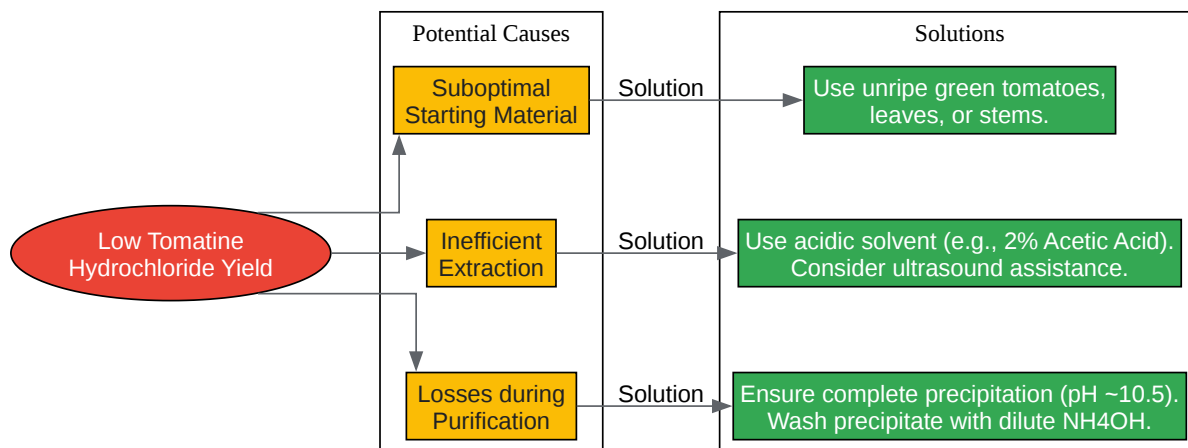 Potential Causes
Solutions
Suboptimal
Starting Material
Solution
Use unripe green tomatoes,
leaves, or stems.
Low Tomatine
Hydrochloride Yield
Inefficient
Extraction
Solution
Use acidic solvent (e.g., 2% Acetic Acid).
Consider ultrasound assistance.
Losses during
Purification
Solution
Ensure complete precipitation (pH ~10.5).
Wash precipitate with dilute NH4OH.